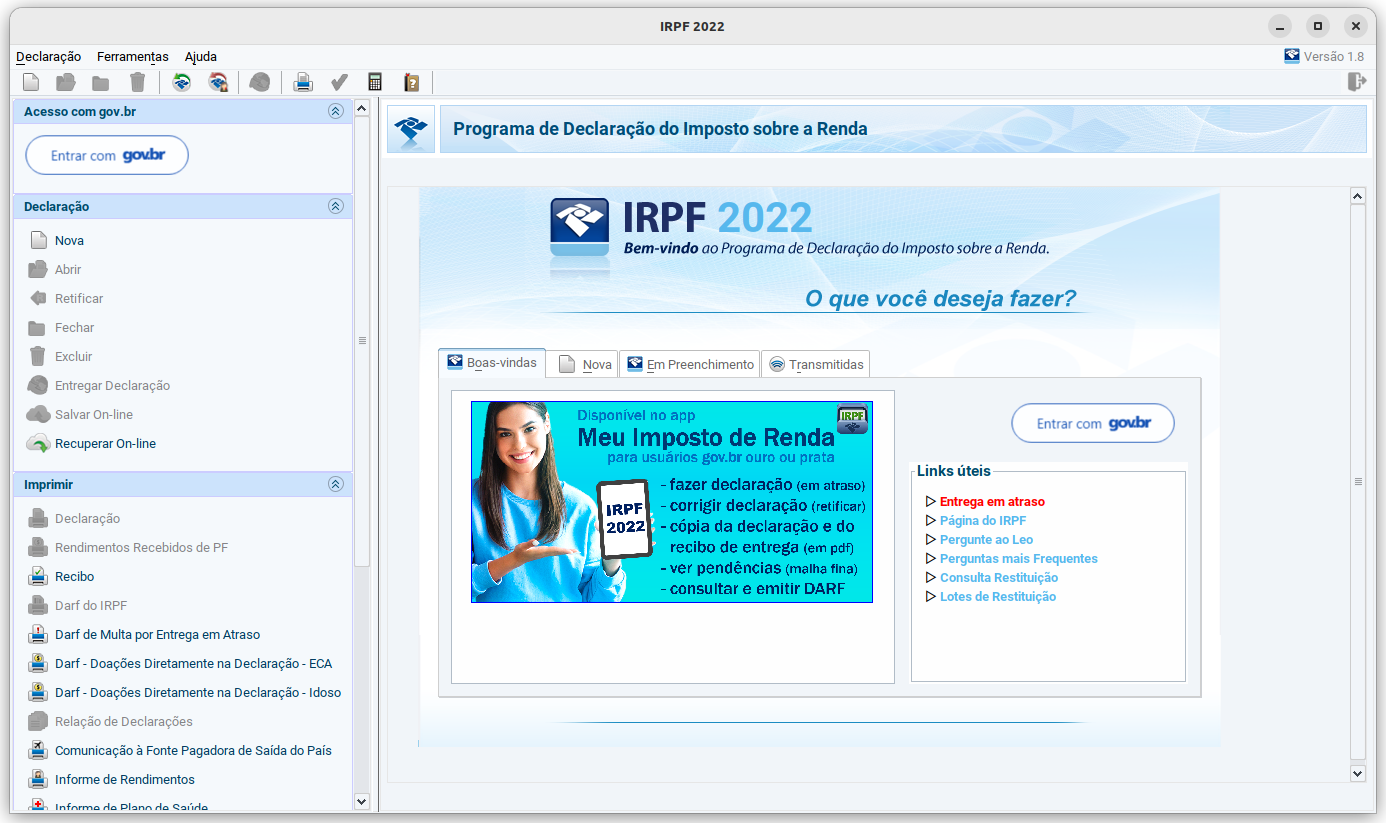 IRPF 2022
Declaração Ferramentas Ajuda
Versão 1.8
Acesso com gov.br
Entrar com gov.br
Declaração
Nova
Abrir
Retificar
Fechar
Excluir
Entregar Declaração
Salvar On-line
Recuperar On-line
Imprimir
Declaração
Rendimentos Recebidos de PF
Recibo
Darf do IRPF
Darf de Multa por Entrega em Atraso
Darf - Doações Diretamente na Declaração - ECA
Darf - Doações Diretamente na Declaração - Idoso
Relação de Declarações
Comunicação à Fonte Pagadora de Saída do País
Informe de Rendimentos
Informe de Plano de Saúde
Programa de Declaração do Imposto sobre a Renda
IRPF 2022
Bem-vindo ao Programa de Declaração do Imposto sobre a Renda.
O que você deseja fazer?
Boas-vindas Nova Em Preenchimento Transmitidas
Disponível no app
IRPF
Meu Imposto de Renda
para usuários gov.br ouro ou prata
- fazer declaração (em atraso)
- corrigir declaração (retificar)
- cópia da declaração e do
recibo de entrega (em pdf)
- ver pendências (malha fina)
- consultar e emitir DARF
IRPF
2022
Entrar com gov.br
Links úteis
Entrega em atraso
Página do IRPF
Pergunte ao Leo
Perguntas mais Frequentes
Consulta Restituição
Lotes de Restituição